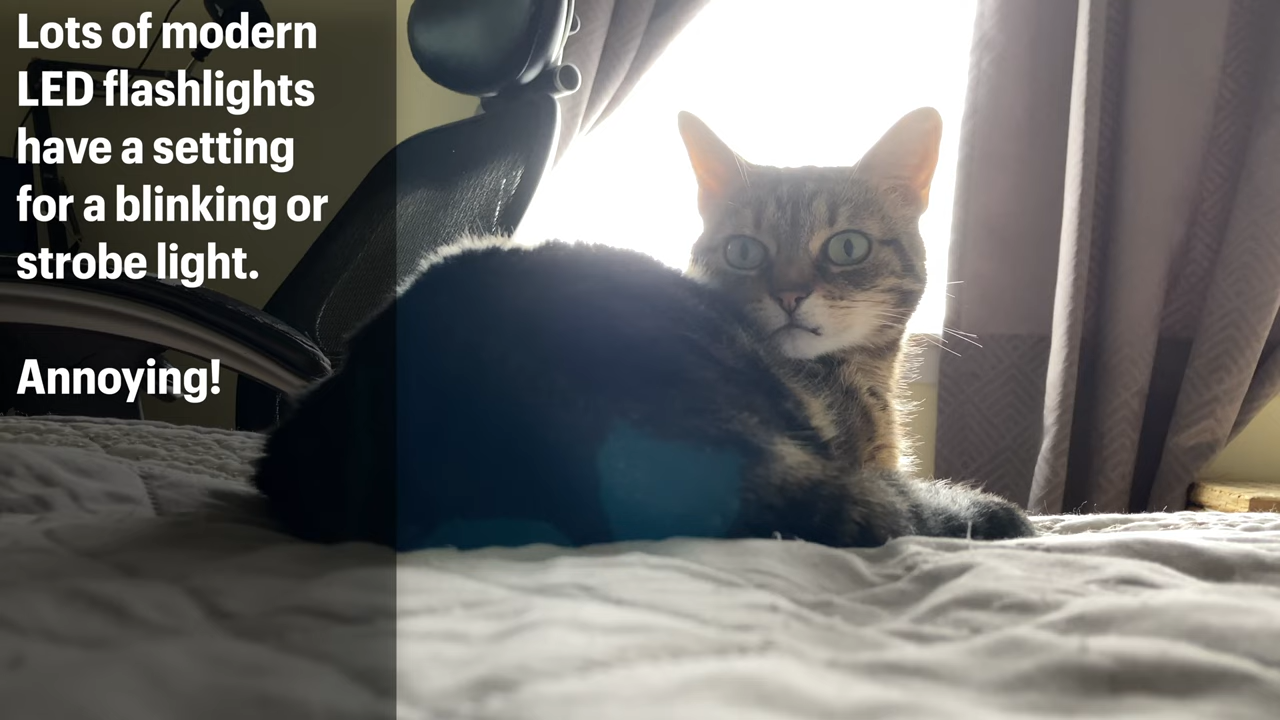 Lots of modern
LED flashlights
have a setting
for a blinking or
strobe light.
Annoying!